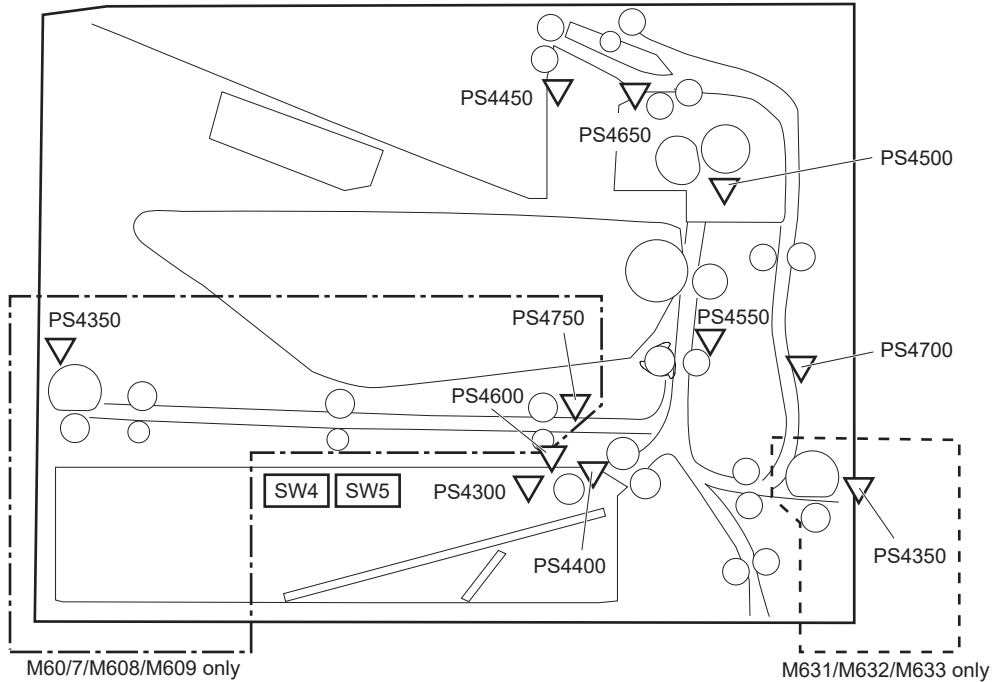 PS4450
PS4650
PS4500
PS4350
PS4750
PS4550
PS4700
PS4600
SW4
SW5
PS4300
PS4400
PS4350
M60/7/M608/M609 only
M631/M632/M633 only